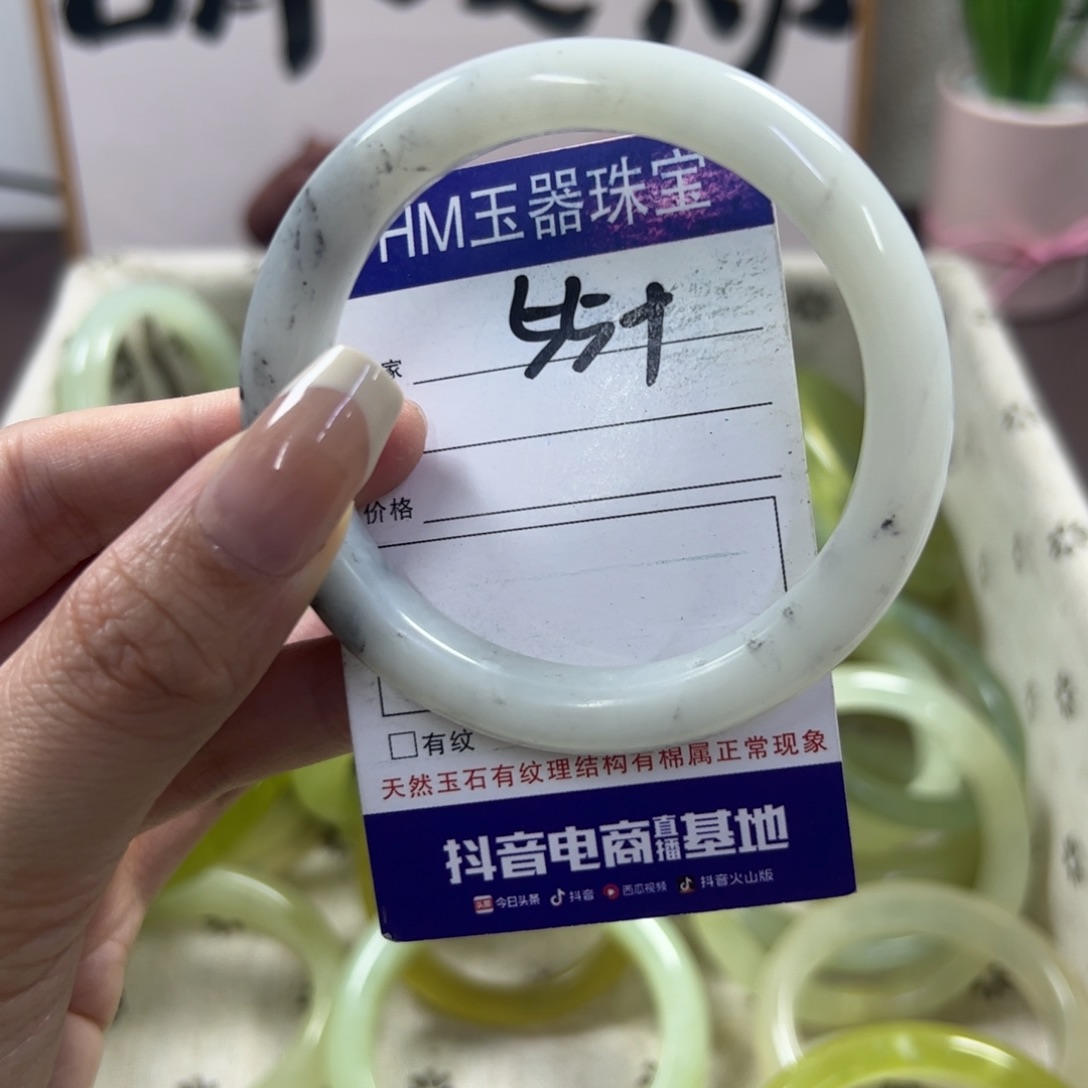 HM玉器珠宝
家
价格
有纹
天然玉石有纹理结构有棉属正常现象
抖音电商直播基地
今日头条 抖音 西瓜视频 抖音火山版